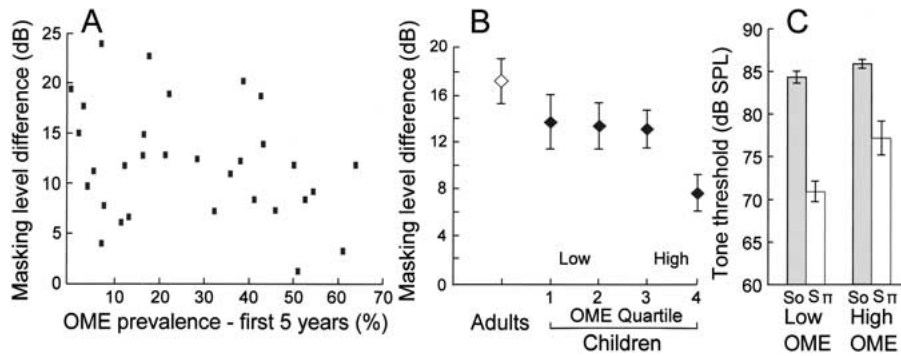 A
Masking level difference (dB)
25
20
15
10
5
0
10 20 30 40 50 60 70
OME prevalence - first 5 years (%)
B
Masking level difference (dB)
20
16
12
8
4
0
Low High
1 2 3 4
Adults
OME Quartile
Children
C
Tone threshold (dB SPL)
90
85
80
75
70
65
60
So Sπ So Sπ
Low High
OME OME